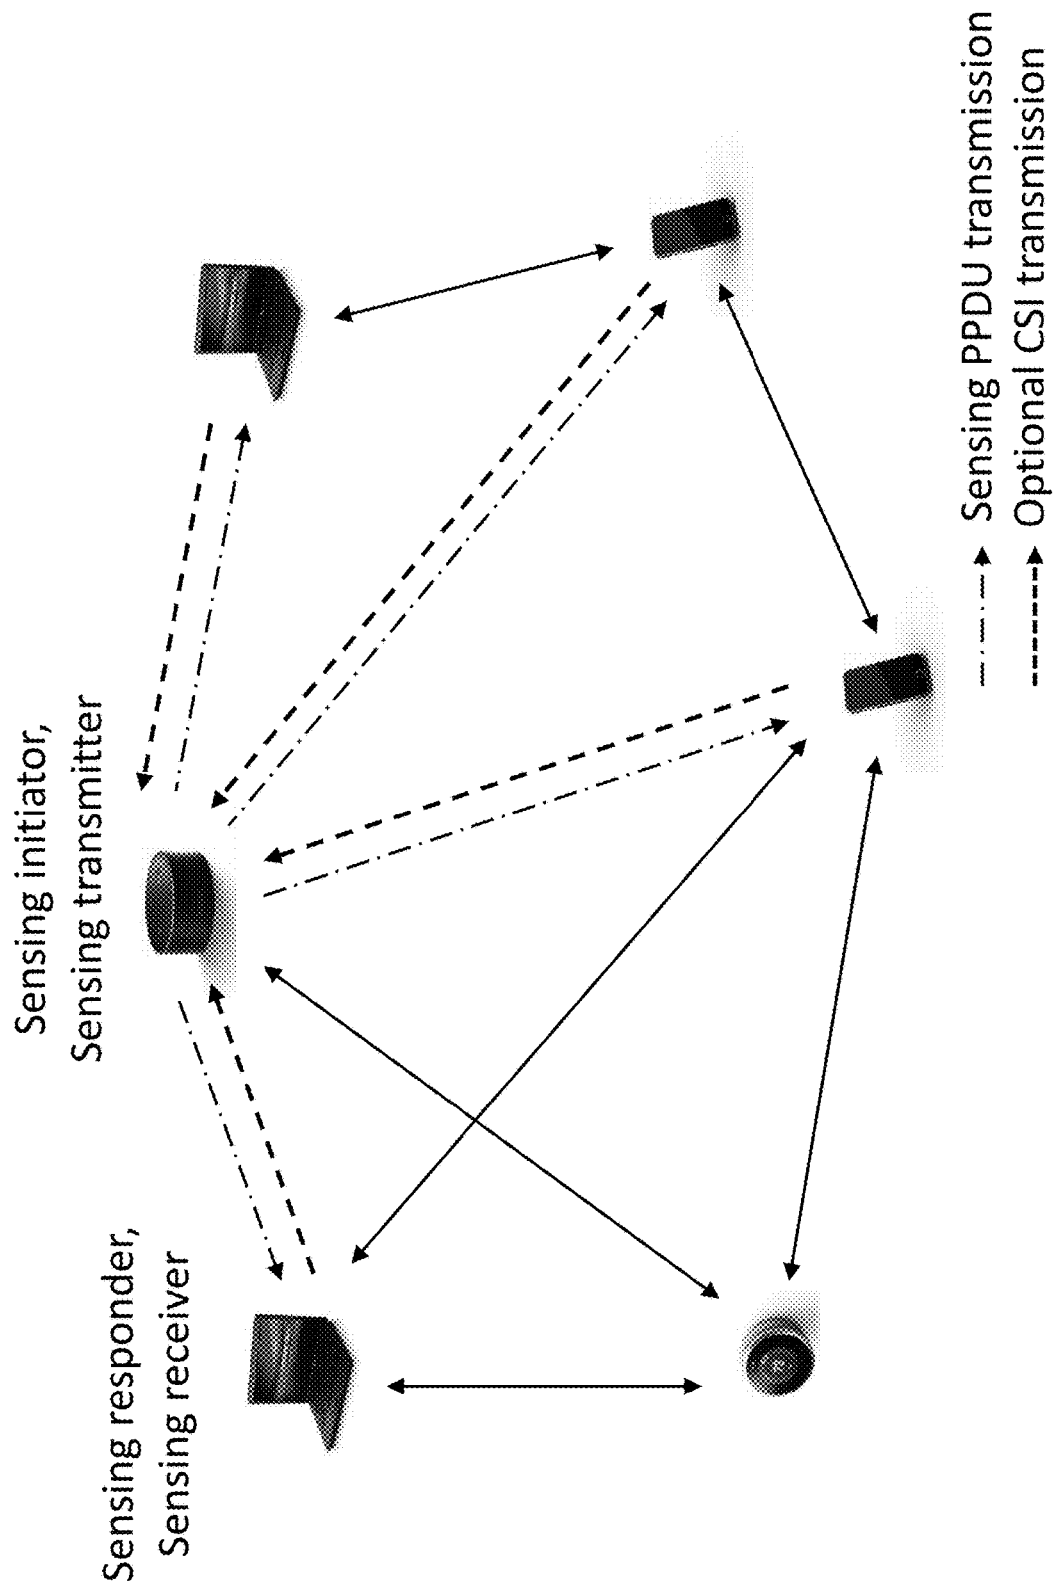 Sensing initiator,
Sensing transmitter
Sensing responder,
Sensing receiver
Sensing PPDU transmission
Optional CSI transmission